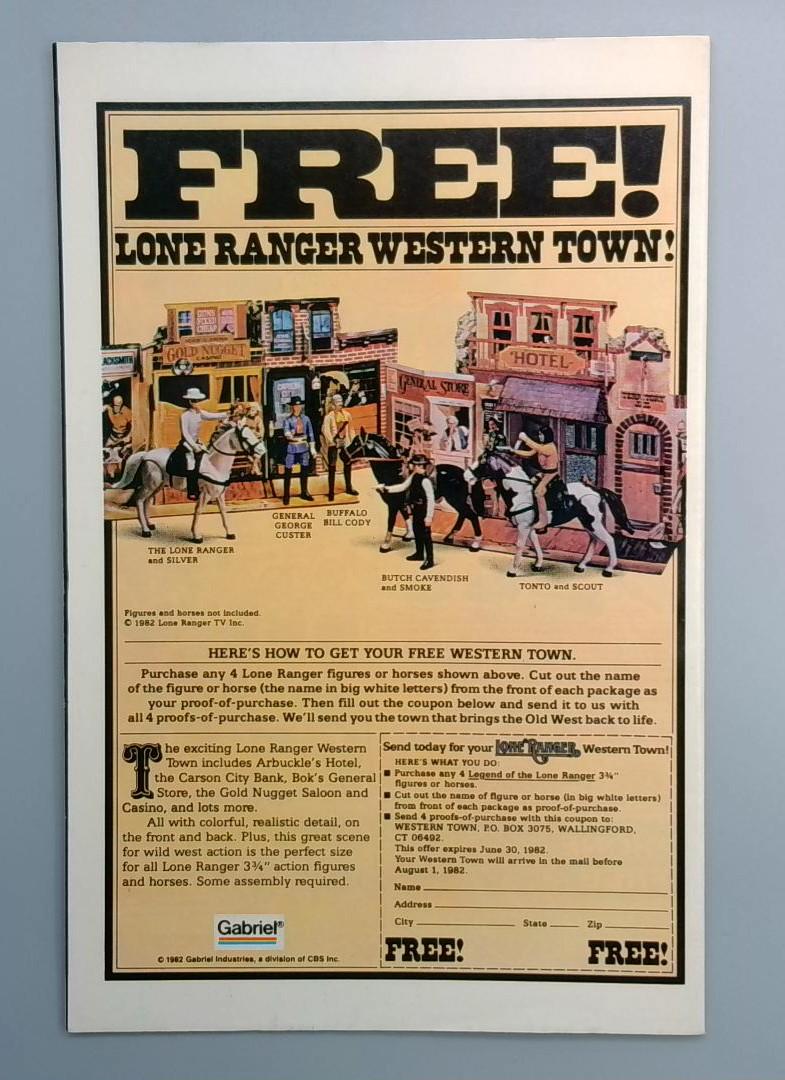 FREE!
LONE RANGER WESTERN TOWN!
GUNS
FIXED
CHEAP
GOLD NUGGET
HOTEL
GENERAL STORE
THE LONE RANGER
and SILVER
GENERAL
GEORGE
CUSTER
BUFFALO
BILL CODY
BUTCH CAVENDISH
and SMOKE
TONTO and SCOUT
Figures and horses not included.
© 1982 Lone Ranger TV Inc.
HERE'S HOW TO GET YOUR FREE WESTERN TOWN.
Purchase any 4 Lone Ranger figures or horses shown above. Cut out the name
of the figure or horse (the name in big white letters) from the front of each package as
your proof-of-purchase. Then fill out the coupon below and send it to us with
all 4 proofs-of-purchase. We'll send you the town that brings the Old West back to life.
The exciting Lone Ranger Western
Town includes Arbuckle's Hotel,
the Carson City Bank, Bok's General
Store, the Gold Nugget Saloon and
Casino, and lots more.
All with colorful, realistic detail, on
the front and back. Plus, this great scene
for wild west action is the perfect size
for all Lone Ranger 3¾" action figures
and horses. Some assembly required.
Gabriel®
© 1982 Gabriel Industries, a division of CBS Inc.
Send today for your LONE RANGER Western Town!
HERE'S WHAT YOU DO:
■ Purchase any 4 Legend of the Lone Ranger 3¾"
figures or horses.
■ Cut out the name of figure or horse (in big white letters)
from front of each package as proof-of-purchase.
■ Send 4 proofs-of-purchase with this coupon to:
WESTERN TOWN, P.O. BOX 3075, WALLINGFORD,
CT 06492.
This offer expires June 30, 1982.
Your Western Town will arrive in the mail before
August 1, 1982.
Name
Address
City State Zip
FREE! FREE!